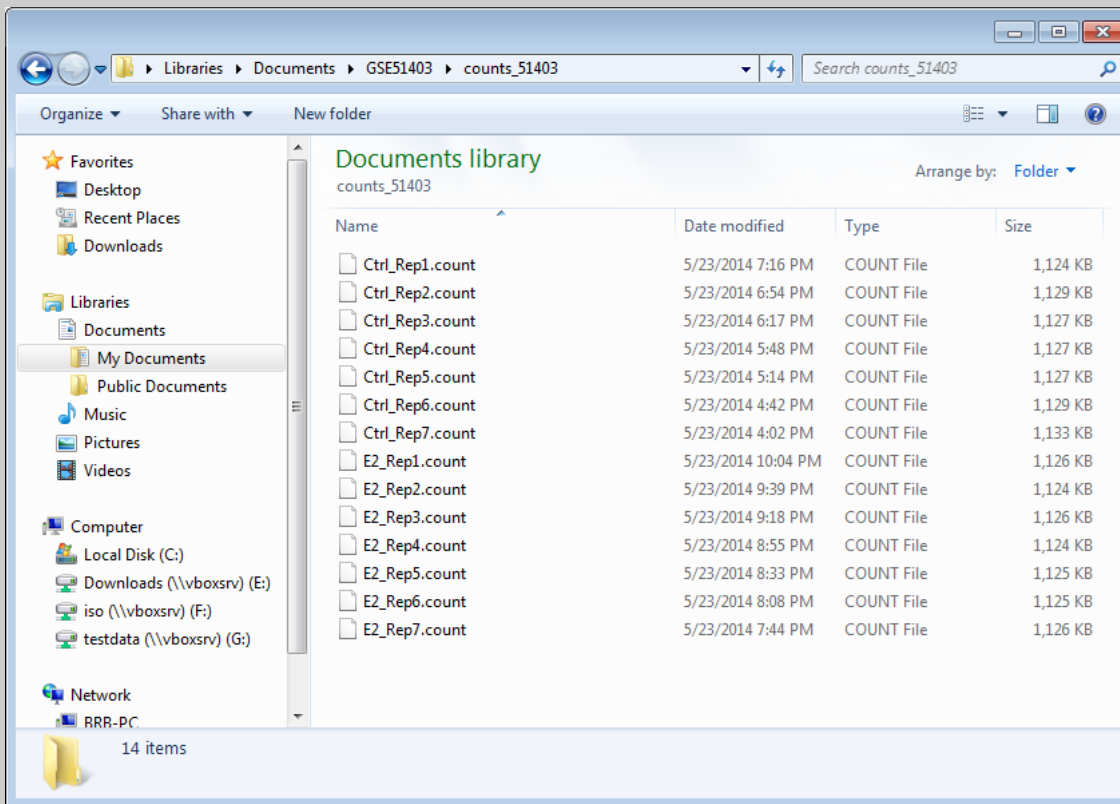 Libraries Documents GSE51403 counts_51403 Search counts_51403
Organize Share with New folder
Favorites
Desktop
Recent Places
Downloads
Libraries
Documents
My Documents
Public Documents
Music
Pictures
Videos
Computer
Local Disk (C:)
Downloads (\\vboxsrv) (E:)
iso (\\vboxsrv) (F:)
testdata (\\vboxsrv) (G:)
Network
BRB-PC
Documents library
counts_51403
Arrange by: Folder
Name Date modified Type Size
Ctrl_Rep1.count 5/23/2014 7:16 PM COUNT File 1,124 KB
Ctrl_Rep2.count 5/23/2014 6:54 PM COUNT File 1,129 KB
Ctrl_Rep3.count 5/23/2014 6:17 PM COUNT File 1,127 KB
Ctrl_Rep4.count 5/23/2014 5:48 PM COUNT File 1,127 KB
Ctrl_Rep5.count 5/23/2014 5:14 PM COUNT File 1,127 KB
Ctrl_Rep6.count 5/23/2014 4:42 PM COUNT File 1,129 KB
Ctrl_Rep7.count 5/23/2014 4:02 PM COUNT File 1,133 KB
E2_Rep1.count 5/23/2014 10:04 PM COUNT File 1,126 KB
E2_Rep2.count 5/23/2014 9:39 PM COUNT File 1,124 KB
E2_Rep3.count 5/23/2014 9:18 PM COUNT File 1,126 KB
E2_Rep4.count 5/23/2014 8:55 PM COUNT File 1,124 KB
E2_Rep5.count 5/23/2014 8:33 PM COUNT File 1,125 KB
E2_Rep6.count 5/23/2014 8:08 PM COUNT File 1,125 KB
E2_Rep7.count 5/23/2014 7:44 PM COUNT File 1,126 KB
14 items